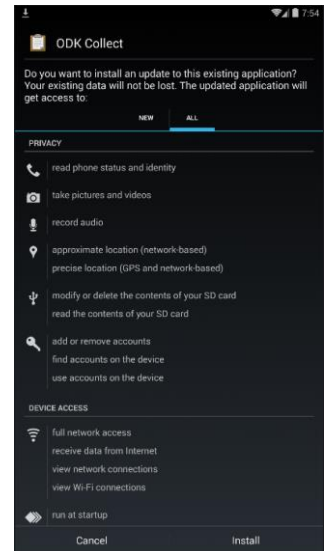 7:54
ODK Collect
Do you want to install an update to this existing application?
Your existing data will not be lost. The updated application will
get access to:
NEW ALL
PRIVACY
read phone status and identity
take pictures and videos
record audio
approximate location (network-based)
precise location (GPS and network-based)
modify or delete the contents of your SD card
read the contents of your SD card
add or remove accounts
find accounts on the device
use accounts on the device
DEVICE ACCESS
full network access
receive data from Internet
view network connections
view Wi-Fi connections
run at startup
Cancel Install